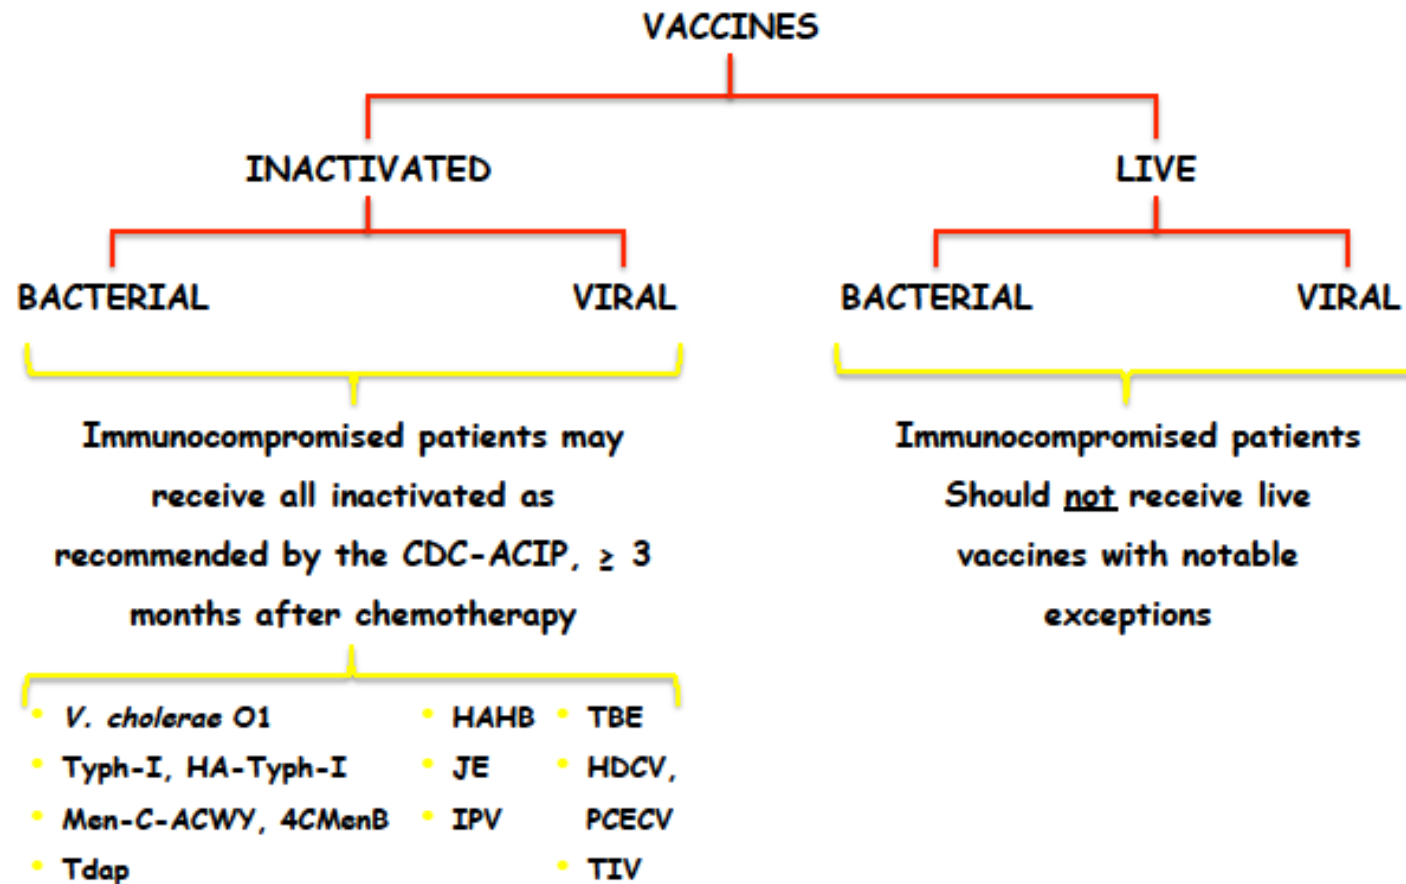 VACCINES
INACTIVATED
LIVE
BACTERIAL
VIRAL
BACTERIAL
VIRAL
Immunocompromised patients may
receive all inactivated as
recommended by the CDC-ACIP, ≥ 3
months after chemotherapy
Immunocompromised patients
Should not receive live
vaccines with notable
exceptions
• V. cholerae O1
• Typh-I, HA-Typh-I
• Men-C-ACWY, 4CMenB
• Tdap
• HAHB
• JE
• IPV
• TBE
• HDCV,
PCECV
• TIV